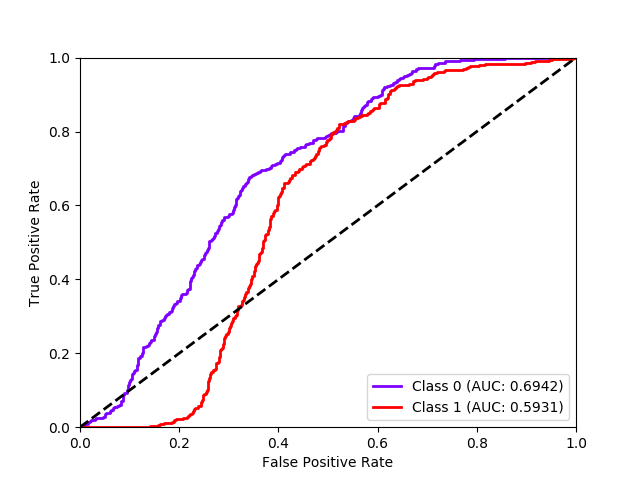 1.0
0.8
0.6
0.4
0.2
0.0
True Positive Rate
0.0 0.2 0.4 0.6 0.8 1.0
False Positive Rate
Class 0 (AUC: 0.6942)
Class 1 (AUC: 0.5931)